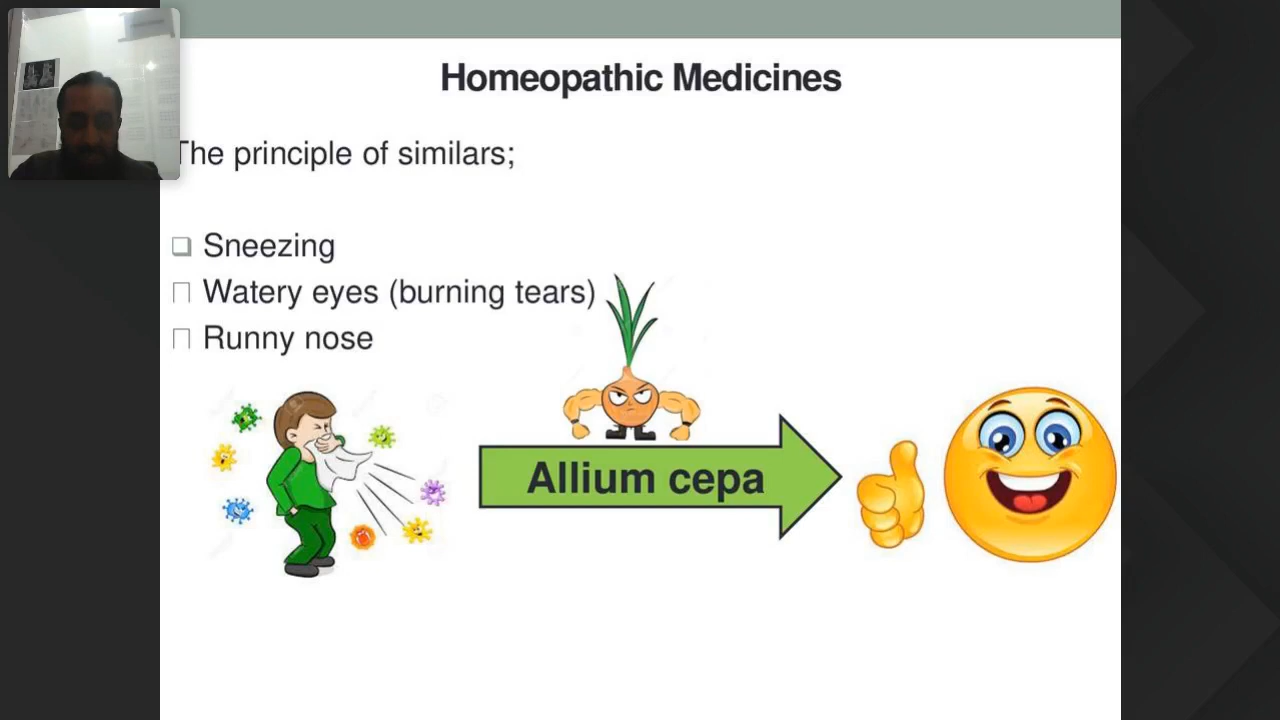 Homeopathic Medicines
The principle of similars;
Sneezing
Watery eyes (burning tears)
Runny nose
Allium cepa